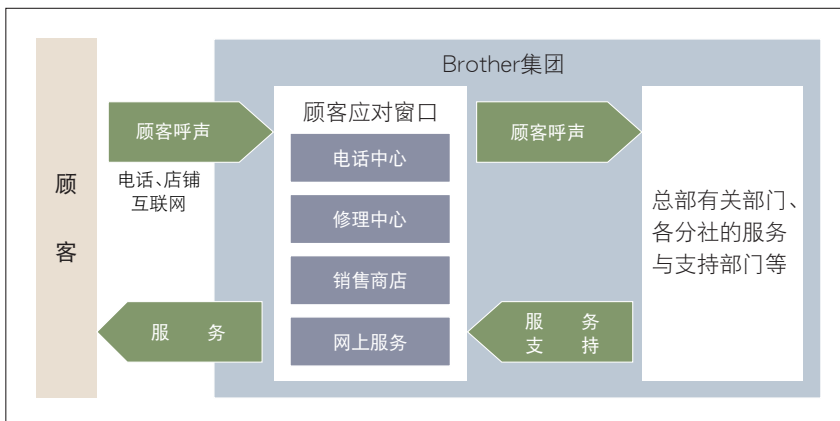 Brother集团
顾客
顾客呼声
电话、店铺
互联网
服 务
顾客应对窗口
电话中心
修理中心
销售商店
网上服务
顾客呼声
服 务
支 持
总部有关部门、
各分社的服务
与支持部门等